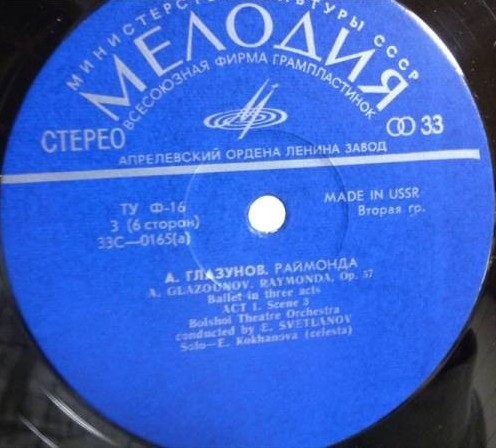 МИНИСТЕРСТВО КУЛЬТУРЫ СССР
МЕЛОДИЯ
ВСЕСОЮЗНАЯ ФИРМА ГРАМПЛАСТИНОК
СТЕРЕО
33
АПРЕЛЕВСКИЙ ОРДЕНА ЛЕНИНА ЗАВОД
ТУ Ф-16
3 (6 сторан)
33С—0165(а)
MADE IN USSR
Вторая гр.
А. ГЛАЗУНОВ. РАЙМОНДА
A. GLAZOUNOV. RAYMONDA, Op. 57
Ballet in three acts
ACT I. Scene 3
Bolshoi Theatre Orchestra
conducted by E. SVETLANOV
Solo—E. Kokhanova (celesta)